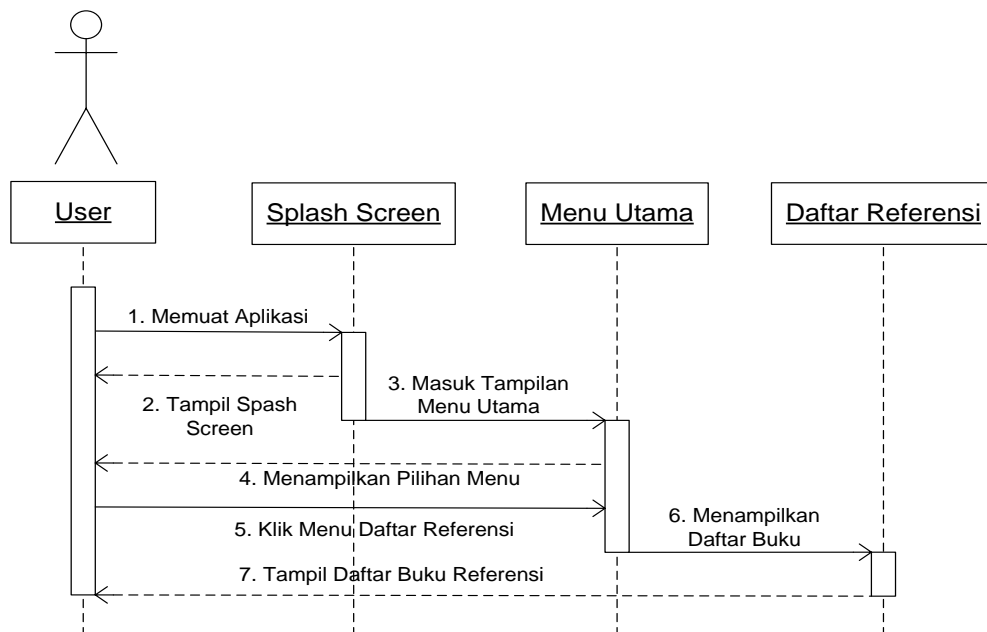 User
Splash Screen
Menu Utama
Daftar Referensi
1. Memuat Aplikasi
2. Tampil Spash
Screen
3. Masuk Tampilan
Menu Utama
4. Menampilkan Pilihan Menu
5. Klik Menu Daftar Referensi
6. Menampilkan
Daftar Buku
7. Tampil Daftar Buku Referensi